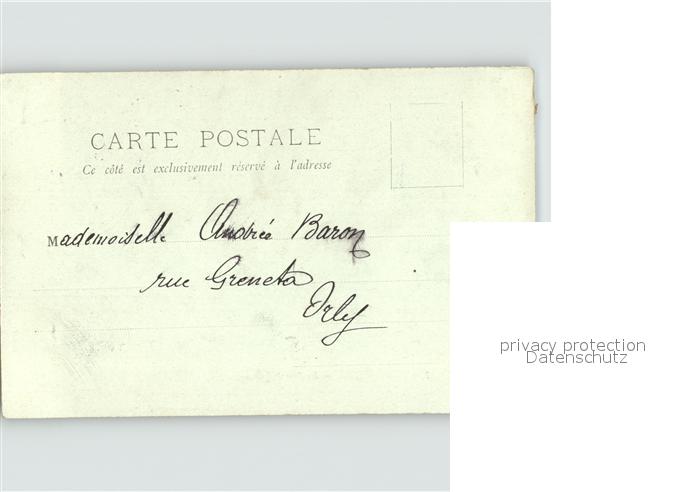 CARTE POSTALE
Ce côté est exclusivement réservé à l'adresse
Mademoiselle Andrée Baron
rue Greneta
Orly
privacy protection
Datenschutz